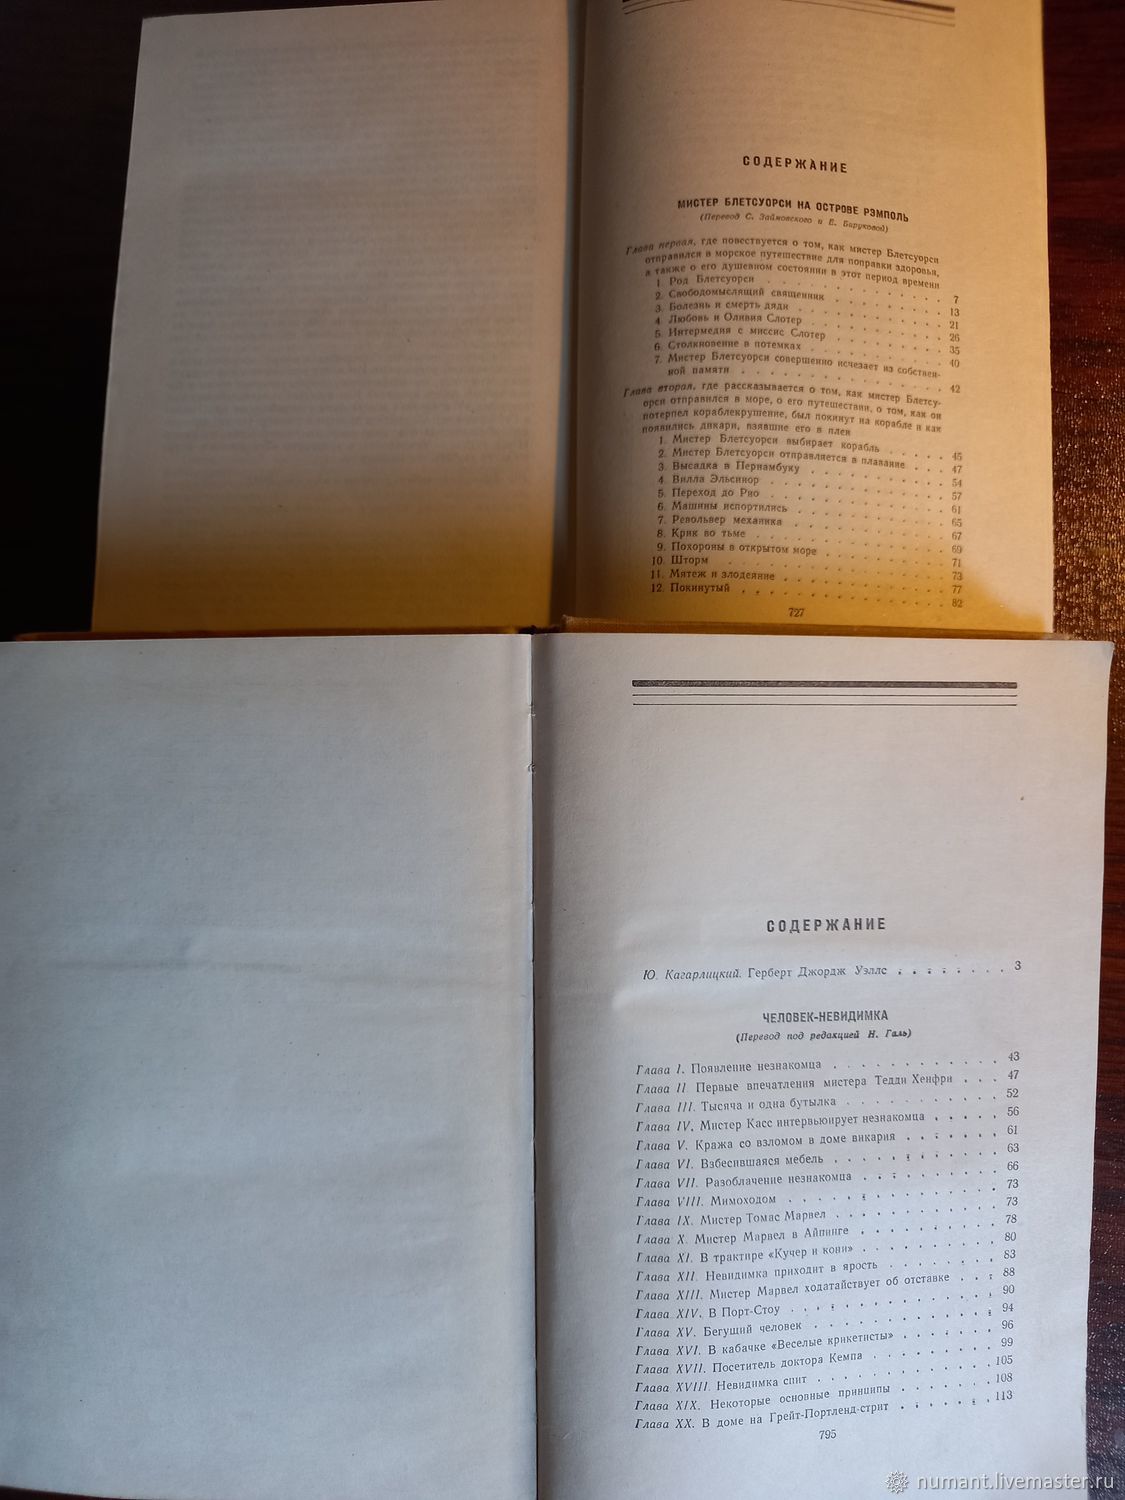 СОДЕРЖАНИЕ
МИСТЕР БЛЕТСУОРСИ НА ОСТРОВЕ РЭМПОЛЬ
(Перевод С. Займовского и Е. Бируковой)
Глава первая, где повествуется о том, как мистер Блетсуорси
отправился в морское путешествие для поправки здоровья,
а также о его душевном состоянии в этот период времени
1 Род Блетсуорси . . . . . . . . . . . 7
2. Свободомыслящий священник . . . . . . . 13
3. Болезнь и смерть дяди . . . . . . . . . 21
4. Любовь и Оливия Слотер . . . . . . . . 26
5. Интермедия с миссис Слотер . . . . . . . 35
6. Столкновение в потемках . . . . . . . . 40
7. Мистер Блетсуорси совершенно исчезает из собствен-
ной памяти . . . . . . . . . . . . 42
Глава вторая, где рассказывается о том, как мистер Блетсу-
орси отправился в море, о его путешествии, о том, как он
потерпел кораблекрушение, был покинут на корабле и как
появились дикари, взявшие его в плен
1. Мистер Блетсуорси выбирает корабль . . . . . 45
2. Мистер Блетсуорси отправляется в плавание . . . 47
3. Высадка в Пернамбуку . . . . . . . . . 54
4. Вилла Эльсинор . . . . . . . . . . . 57
5. Переход до Рио . . . . . . . . . . . 61
6. Машины испортились . . . . . . . . . . 65
7. Револьвер механика . . . . . . . . . . 67
8. Крик во тьме . . . . . . . . . . . . 69
9. Похороны в открытом море . . . . . . . . 71
10. Шторм . . . . . . . . . . . . . . 73
11. Мятеж и злодеяние . . . . . . . . . . 77
12. Покинутый . . . . . . . . . . . . . 82
727
СОДЕРЖАНИЕ
Ю. Кагарлицкий. Герберт Джордж Уэллс . . . . . . . . 3
ЧЕЛОВЕК-НЕВИДИМКА
(Перевод под редакцией Н. Галь)
Глава I. Появление незнакомца . . . . . . . . . . 43
Глава II Первые впечатления мистера Тедди Хенфри . . . 47
Глава III. Тысяча и одна бутылка . . . . . . . . . 52
Глава IV. Мистер Касс интервьюирует незнакомца . . . . 56
Глава V. Кража со взломом в доме викария . . . . . . 61
Глава VI. Взбесившаяся мебель . . . . . . . . . . 63
Глава VII. Разоблачение незнакомца . . . . . . . . 66
Глава VIII. Мимоходом . . . . . . . . . . . . . 73
Глава IX. Мистер Томас Марвел . . . . . . . . . . 73
Глава X. Мистер Марвел в Айпинге . . . . . . . . . 78
Глава XI. В трактире «Кучер и кони» . . . . . . . . 80
Глава XII. Невидимка приходит в ярость . . . . . . . 83
Глава XIII. Мистер Марвел ходатайствует об отставке . . . 88
Глава XIV. В Порт-Стоу . . . . . . . . . . . . 90
Глава XV. Бегущий человек . . . . . . . . . . . 94
Глава XVI. В кабачке «Веселые крикетисты» . . . . . . 96
Глава XVII. Посетитель доктора Кемпа . . . . . . . . 99
Глава XVIII. Невидимка спит . . . . . . . . . . . 105
Глава XIX. Некоторые основные принципы . . . . . . . 108
Глава XX. В доме на Грейт-Портленд-стрит . . . . . . 113
795
numant.livemaster.ru